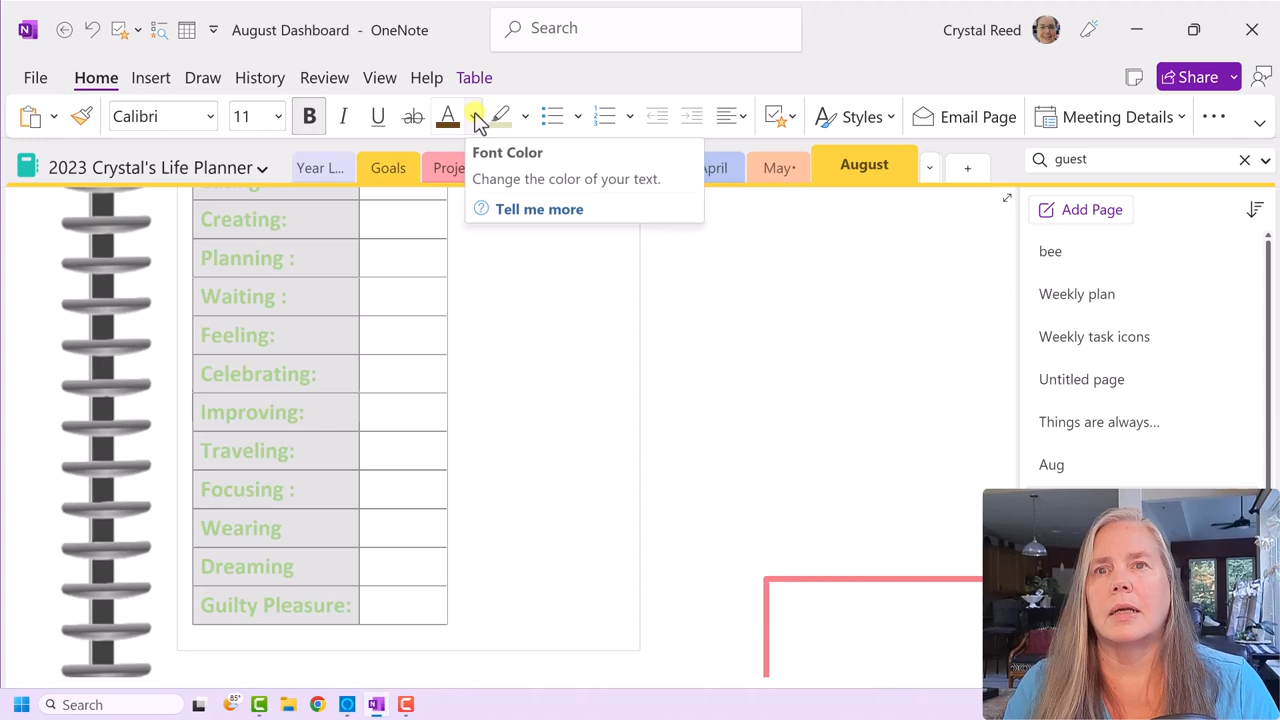 August Dashboard - OneNote
Search
Crystal Reed
File
Home
Insert
Draw
History
Review
View
Help
Table
Share
Calibri
11
B
I
U
ab
A
Styles
Email Page
Meeting Details
2023 Crystal's Life Planner
Year L...
Goals
Proje
April
May
August
+
guest
Font Color
Change the color of your text.
Tell me more
Add Page
Creating:
Planning :
Waiting :
Feeling:
Celebrating:
Improving:
Traveling:
Focusing :
Wearing
Dreaming
Guilty Pleasure:
bee
Weekly plan
Weekly task icons
Untitled page
Things are always...
Aug
Search
85°